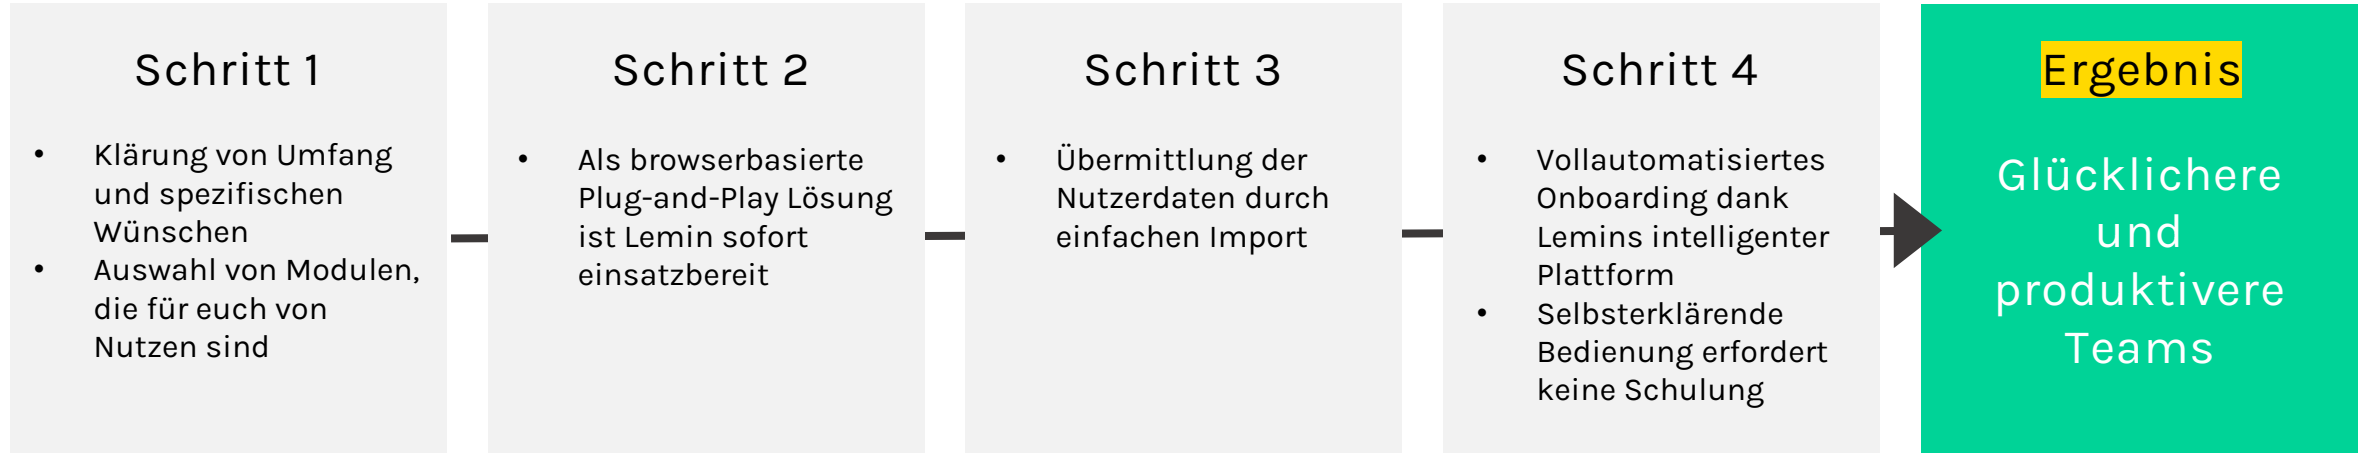 Schritt 1
• Klärung von Umfang
und spezifischen
Wünschen
• Auswahl von Modulen,
die für euch von
Nutzen sind
Schritt 2
• Als browserbasierte
Plug-and-Play Lösung
ist Lemin sofort
einsatzbereit
Schritt 3
• Übermittlung der
Nutzerdaten durch
einfachen Import
Schritt 4
• Vollautomatisiertes
Onboarding dank
Lemins intelligenter
Plattform
• Selbsterklärende
Bedienung erfordert
keine Schulung
Ergebnis
Glücklichere
und
produktivere
Teams